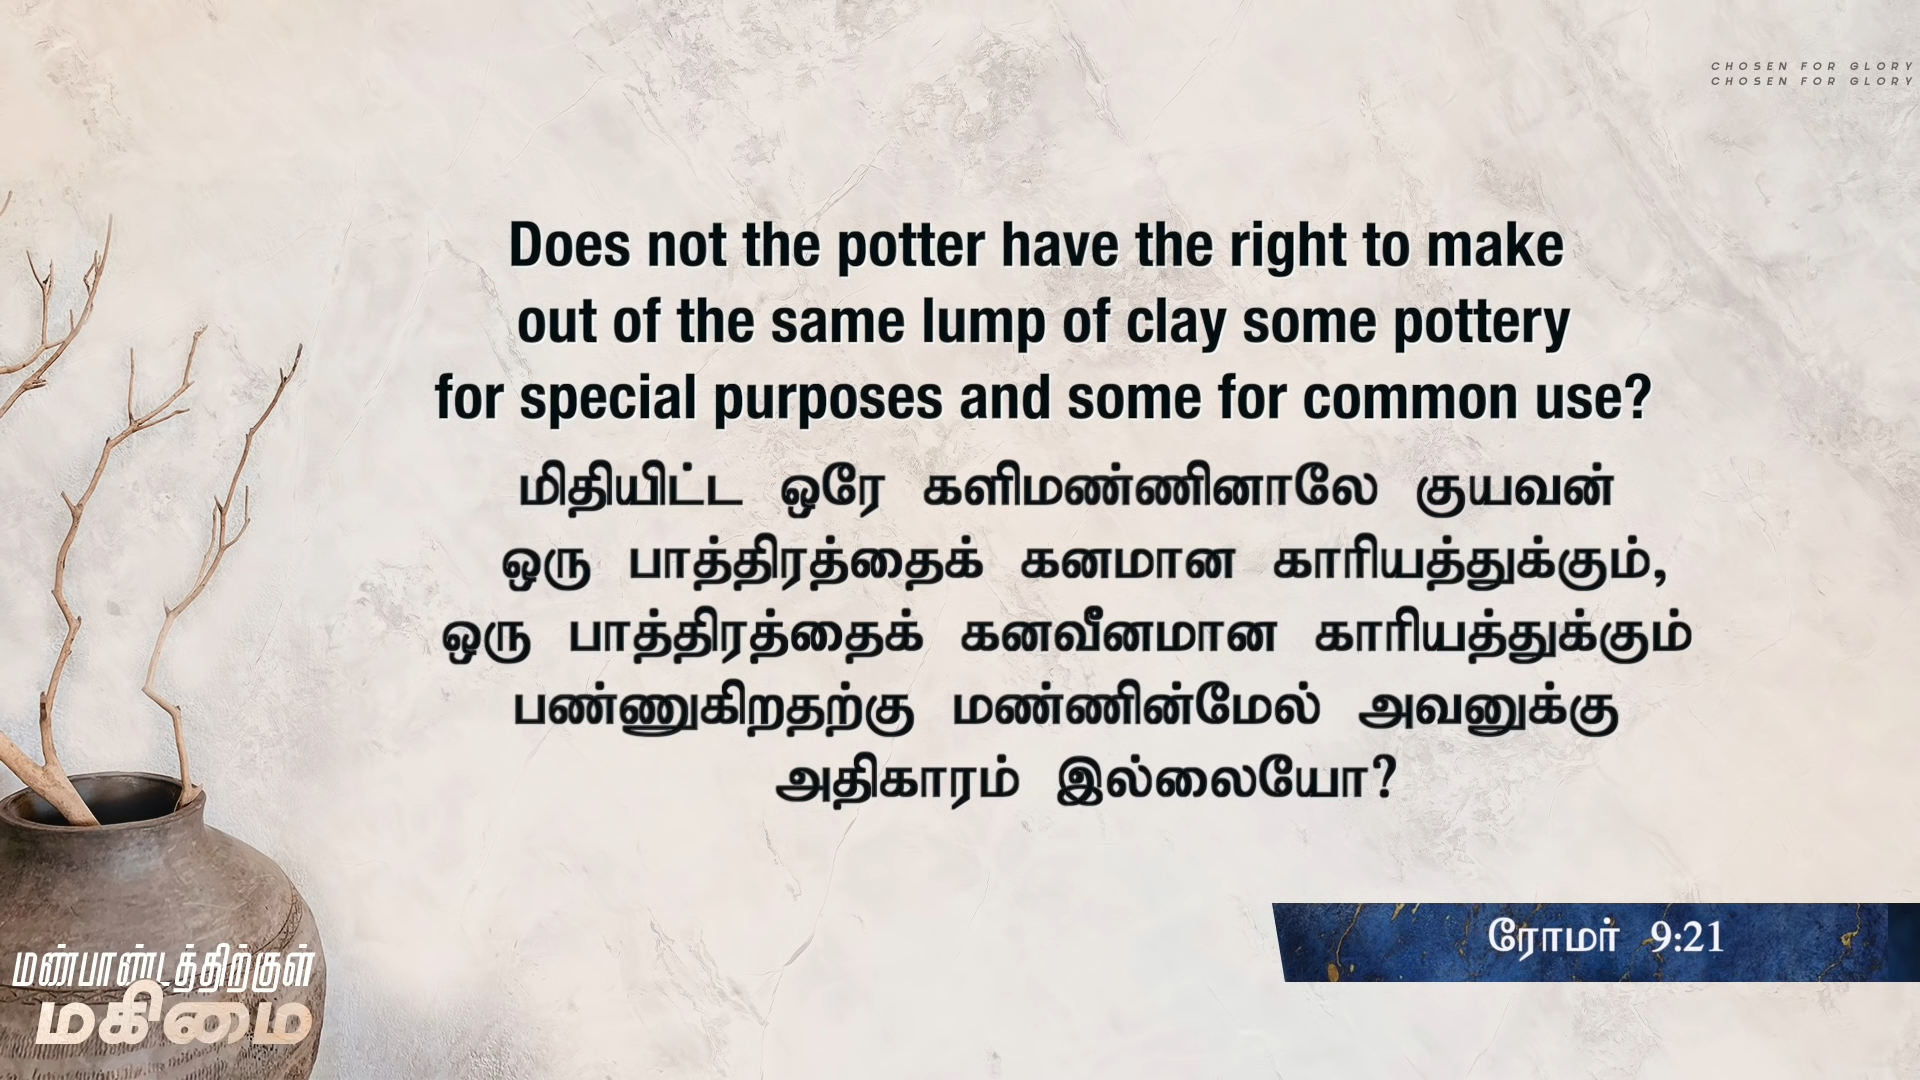 CHOSEN FOR GLORY
CHOSEN FOR GLORY
Does not the potter have the right to make
out of the same lump of clay some pottery
for special purposes and some for common use?
மிதியிட்ட ஒரே களிமண்ணினாலே குயவன்
ஒரு பாத்திரத்தைக் கனமான காரியத்துக்கும்,
ஒரு பாத்திரத்தைக் கனவீனமான காரியத்துக்கும்
பண்ணுகிறதற்கு மண்ணின்மேல் அவனுக்கு
அதிகாரம் இல்லையோ?
ரோமர் 9:21
மண்பாண்டத்திற்குள்
மகிமை